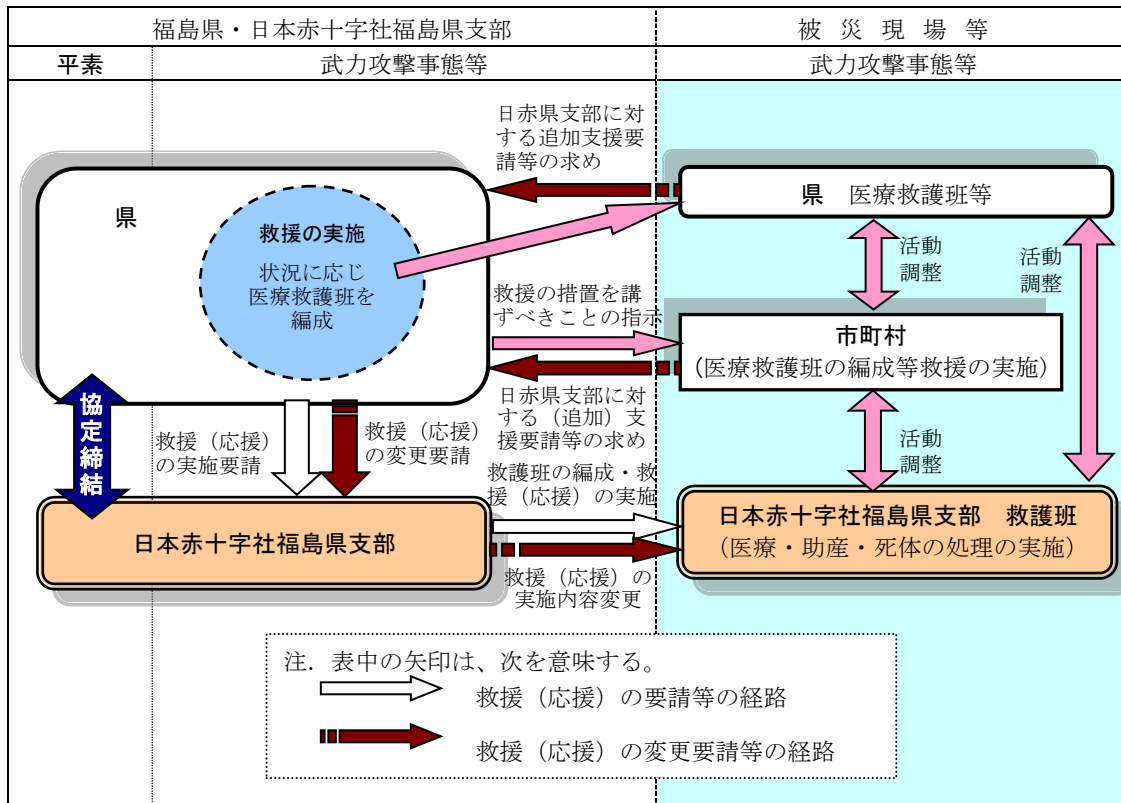 福島県・日本赤十字社福島県支部
被災現場等
平素
武力攻撃事態等
武力攻撃事態等
日赤県支部に対
する追加支援要
請等の求め
県
救援の実施
状況に応じ
医療救護班を
編成
県 医療救護班等
活動
調整
活動
調整
救援の措置を講
ずべきことの指示
市町村
(医療救護班の編成等救援の実施)
日赤県支部に対
する（追加）支
援要請等の求め
協定締結
救援（応援）
の実施要請
救援（応援）
の変更要請
活動
調整
救護班の編成・救
援（応援）の実施
日本赤十字社福島県支部
日本赤十字社福島県支部 救護班
(医療・助産・死体の処理の実施)
救援（応援）の
実施内容変更
注．表中の矢印は、次を意味する。
救援（応援）の要請等の経路
救援（応援）の変更要請等の経路